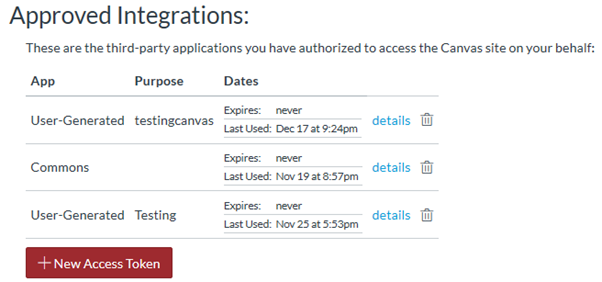 Approved Integrations:
These are the third-party applications you have authorized to access the Canvas site on your behalf:
App Purpose Dates
User-Generated testingcanvas Expires: never Last Used: Dec 17 at 9:24pm details
Commons Expires: never Last Used: Nov 19 at 8:57pm details
User-Generated Testing Expires: never Last Used: Nov 25 at 5:53pm details
+ New Access Token